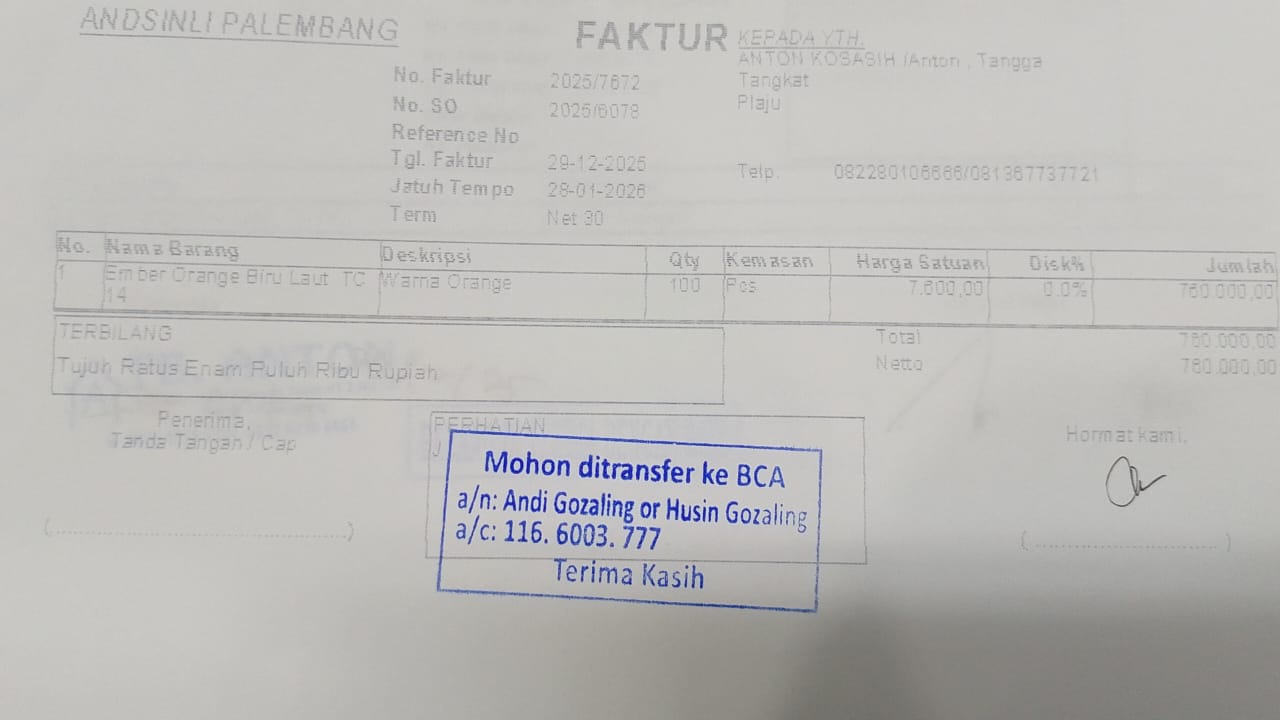 ANDSINLI PALEMBANG
FAKTUR
KEPADA YTH.
ANTON KOSASIH /Anton , Tangga
Tangkat
Plaju
No. Faktur 2025/7672
No. SO 2025/6078
Reference No
Tgl. Faktur 29-12-2025
Jatuh Tempo 28-01-2026
Term Net 30
Telp. 082280106666/081367737721
No. Nama Barang Deskripsi Qty Kemasan Harga Satuan Disk% Jumlah
1 Ember Orange Biru Laut TC Warna Orange 100 Pcs 7.600,00 0.0% 760.000,00
14
TERBILANG
Tujuh Ratus Enam Puluh Ribu Rupiah
Total 760.000,00
Netto 760.000,00
Penerima,
Tanda Tangan / Cap
PERHATIAN
Mohon ditransfer ke BCA
a/n: Andi Gozaling or Husin Gozaling
a/c: 116. 6003. 777
Terima Kasih
Hormat kami,
(..................................................)
(................................)